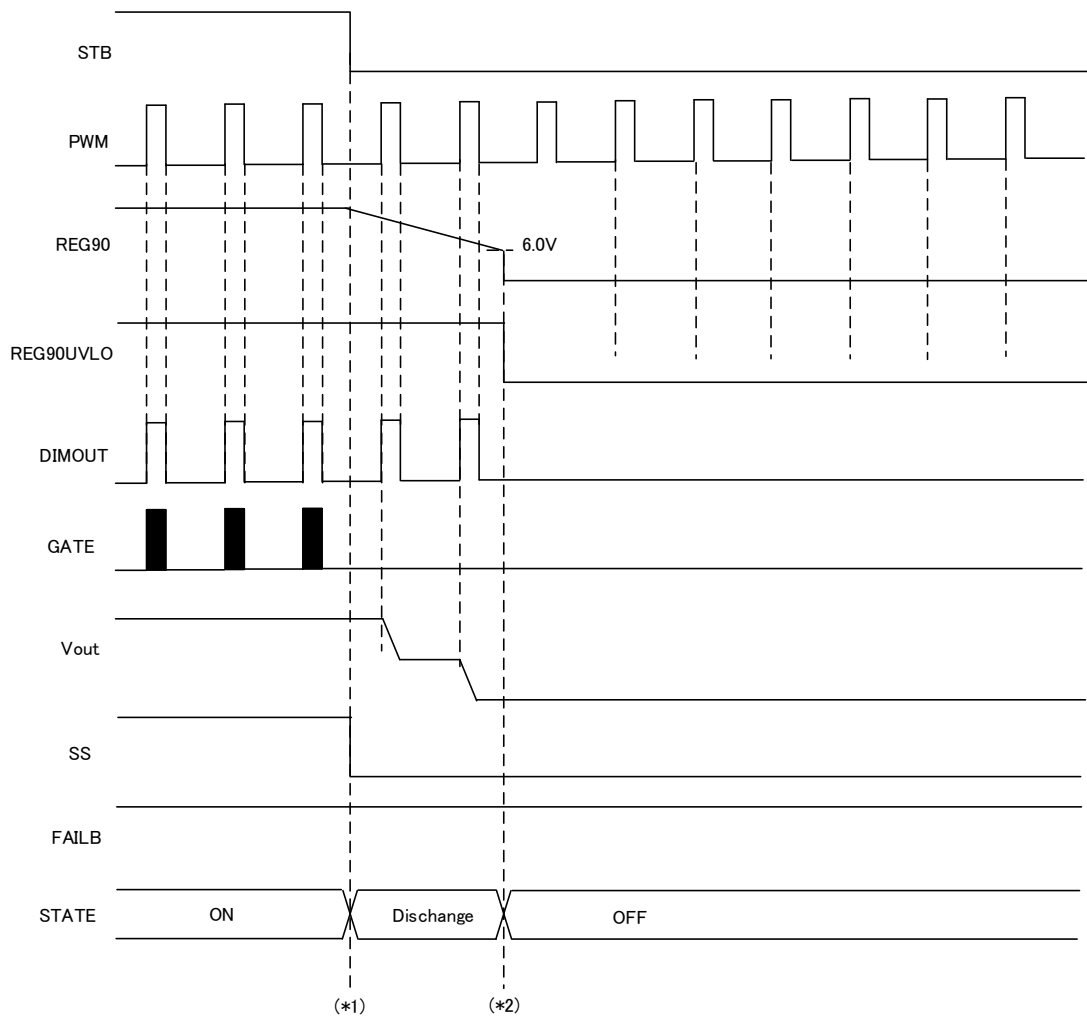 STB
PWM
REG90
6.0V
REG90UVLO
DIMOUT
GATE
Vout
SS
FAILB
STATE ON Dischange OFF
(*1) (*2)